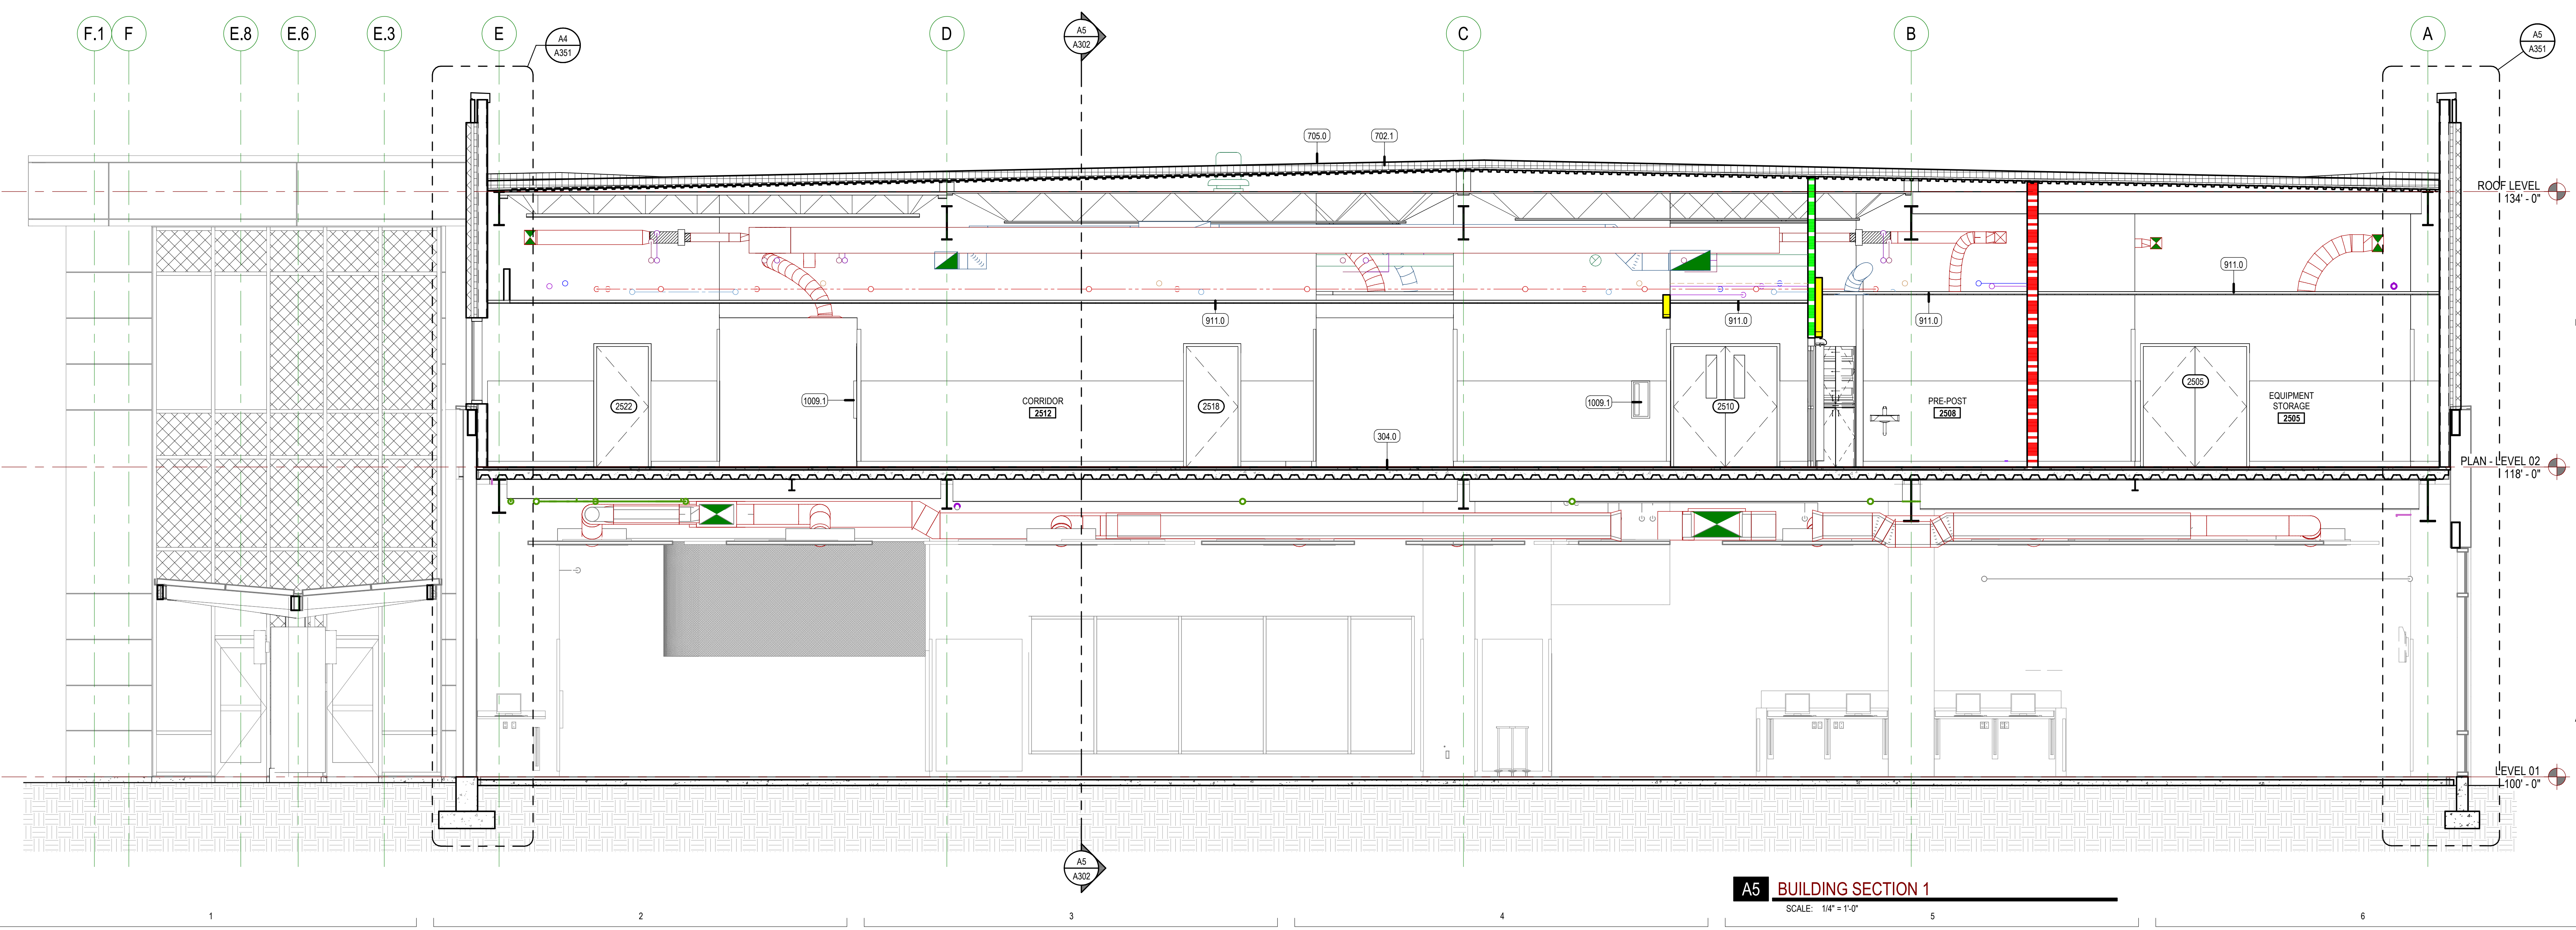 F.1
F
E.8
E.6
E.3
E
A4
A351
D
A5
A302
C
B
A
A5
A351
705.0
702.1
ROOF LEVEL
134' - 0"
911.0
911.0
911.0
911.0
2522
1009.1
CORRIDOR
2512
2518
1009.1
2510
PRE-POST
2508
2505
EQUIPMENT
STORAGE
2505
304.0
PLAN - LEVEL 02
118' - 0"
LEVEL 01
100' - 0"
A5
A302
A5 BUILDING SECTION 1
SCALE: 1/4" = 1'-0"
1
2
3
4
5
6